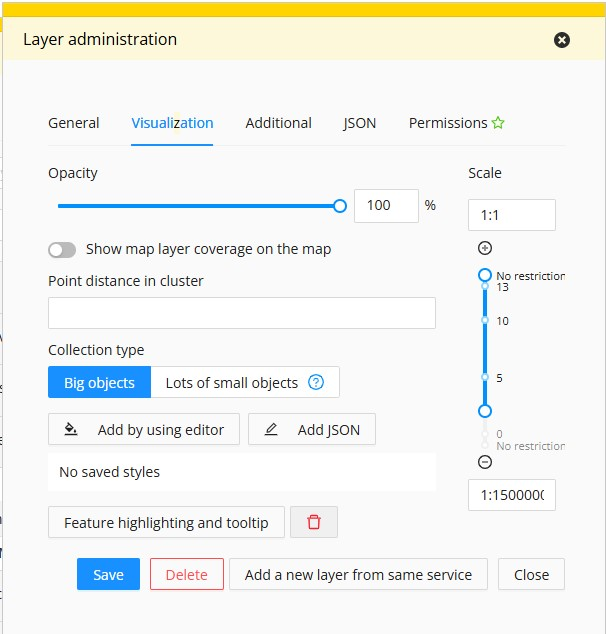 Layer administration
General Visualization Additional JSON Permissions
Opacity
100 %
Scale
1:1
Show map layer coverage on the map
Point distance in cluster
No restriction
13
10
5
0
No restriction
Collection type
Big objects Lots of small objects
Add by using editor Add JSON
No saved styles
1:1500000
Feature highlighting and tooltip
Save Delete Add a new layer from same service Close